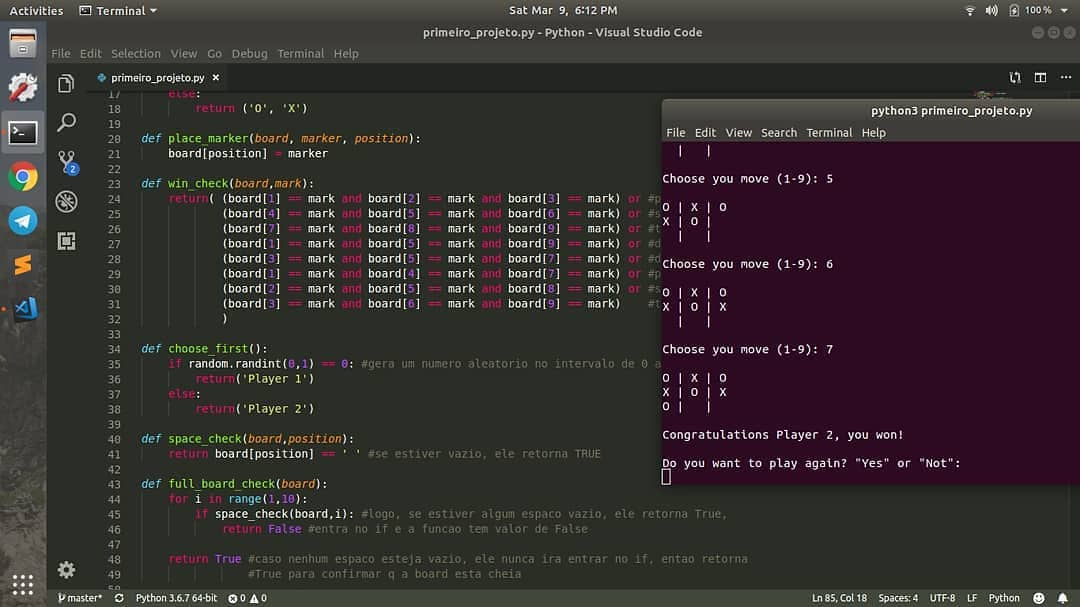 Activities Terminal Sat Mar 9, 6:12 PM 100 %
primeiro_projeto.py - Python - Visual Studio Code
File Edit Selection View Go Debug Terminal Help
primeiro_projeto.py ×
17 else:
18 return ('O', 'X')
19
20 def place_marker(board, marker, position):
21 board[position] = marker
22
23 def win_check(board,mark):
24 return( (board[1] == mark and board[2] == mark and board[3] == mark) or #p
25 (board[4] == mark and board[5] == mark and board[6] == mark) or #s
26 (board[7] == mark and board[8] == mark and board[9] == mark) or #t
27 (board[1] == mark and board[5] == mark and board[9] == mark) or #d
28 (board[3] == mark and board[5] == mark and board[7] == mark) or #d
29 (board[1] == mark and board[4] == mark and board[7] == mark) or #p
30 (board[2] == mark and board[5] == mark and board[8] == mark) or #s
31 (board[3] == mark and board[6] == mark and board[9] == mark) #t
32 )
33
34 def choose_first():
35 if random.randint(0,1) == 0: #gera um numero aleatorio no intervalo de 0 a
36 return('Player 1')
37 else:
38 return('Player 2')
39
40 def space_check(board,position):
41 return board[position] == ' ' #se estiver vazio, ele retorna TRUE
42
43 def full_board_check(board):
44 for i in range(1,10):
45 if space_check(board,i): #logo, se estiver algum espaco vazio, ele retorna True,
46 return False #entra no if e a funcao tem valor de False
47
48 return True #caso nenhum espaco esteja vazio, ele nunca ira entrar no if, entao retorna
49 #True para confirmar q a board esta cheia
50
python3 primeiro_projeto.py
File Edit View Search Terminal Help
| |
Choose you move (1-9): 5
O | X | O
X | O |
| |
Choose you move (1-9): 6
O | X | O
X | O | X
| |
Choose you move (1-9): 7
O | X | O
X | O | X
O | |
Congratulations Player 2, you won!
Do you want to play again? "Yes" or "Not":
2
master* Python 3.6.7 64-bit 0 0 Ln 85, Col 18 Spaces: 4 UTF-8 LF Python